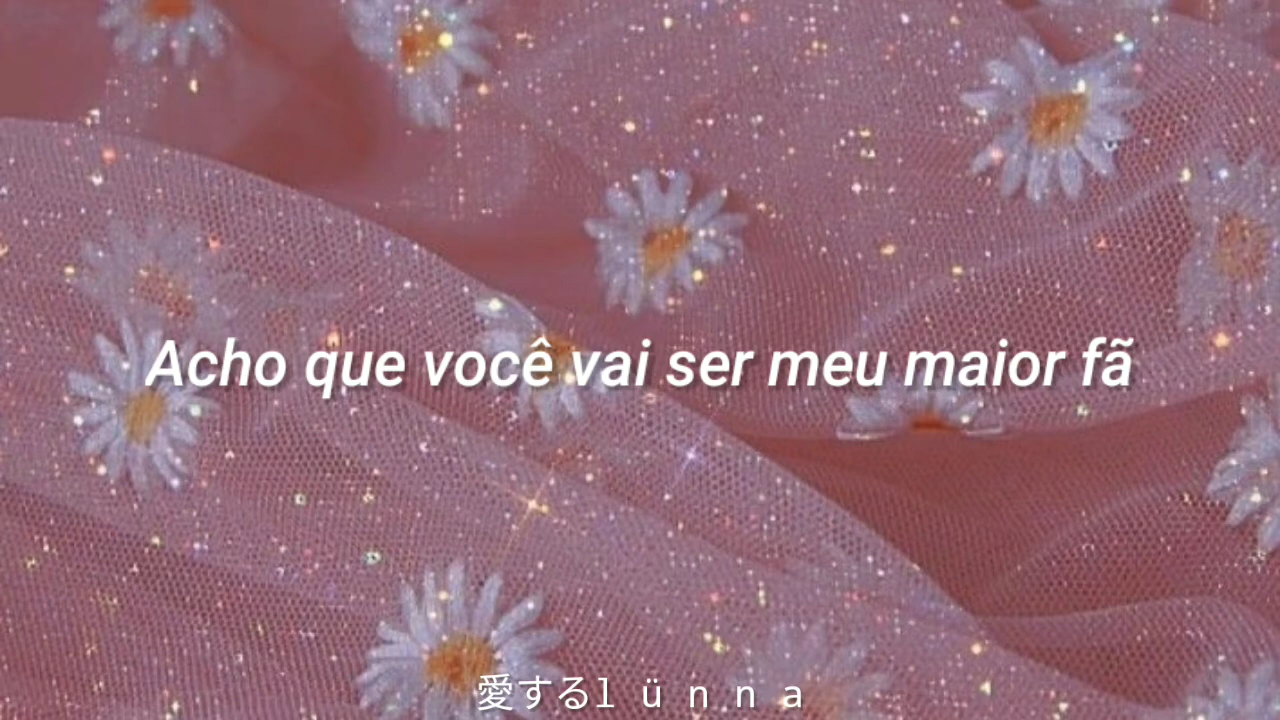 Acho que você vai ser meu maior fã
愛するl ü n n a